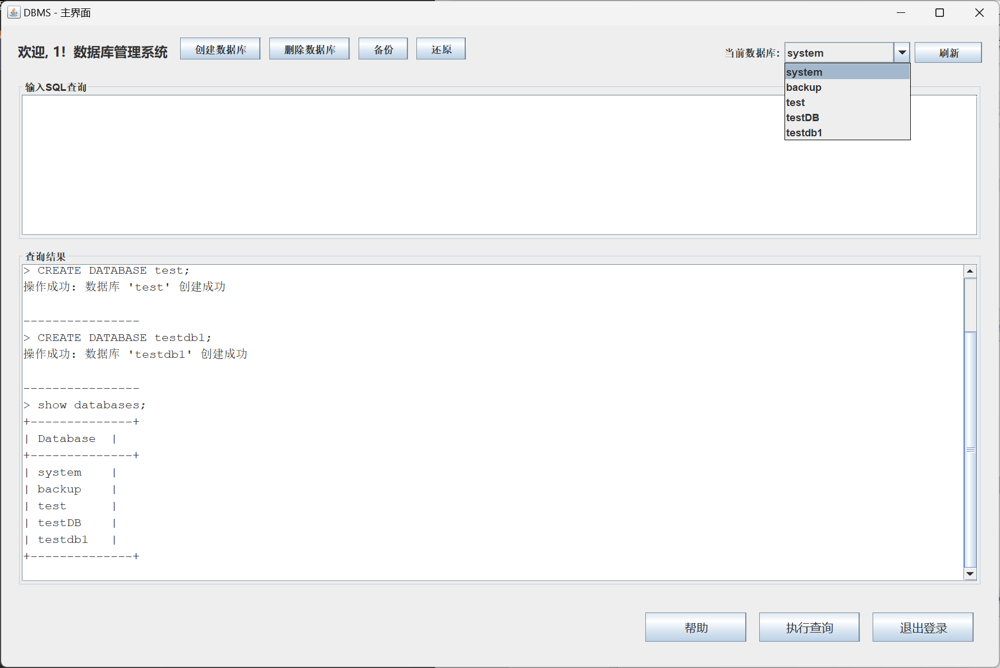 DBMS - 主界面
欢迎, 1! 数据库管理系统
创建数据库
删除数据库
备份
还原
当前数据库:
system
刷新
system
backup
test
testDB
testdb1
输入SQL查询
查询结果
> CREATE DATABASE test;
操作成功: 数据库 'test' 创建成功
----------------
> CREATE DATABASE testdb1;
操作成功: 数据库 'testdb1' 创建成功
----------------
> show databases;
+--------------+
| Database  |
+--------------+
| system    |
| backup    |
| test      |
| testDB    |
| testdb1   |
+--------------+
帮助
执行查询
退出登录